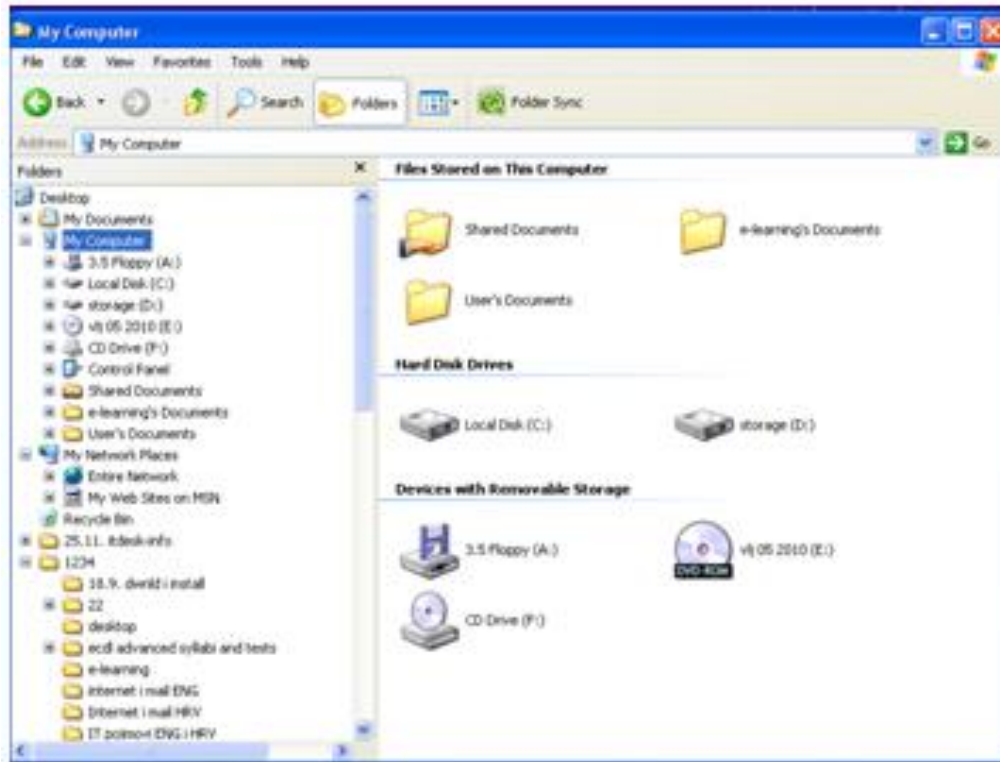 My Computer
File Edit View Favorites Tools Help
Back Search Folders Folder Sync
Address My Computer Go
Folders
Desktop
My Documents
My Computer
3.5 Floppy (A:)
Local Disk (C:)
storage (D:)
vlj 05 2010 (E:)
CD Drive (F:)
Control Panel
Shared Documents
e-learning's Documents
User's Documents
My Network Places
Entire Network
My Web Sites on MSN
Recycle Bin
25.11. itdesk-info
1234
18.9. dwnld i install
22
desktop
ecdl advanced syllabi and tests
e-learning
internet i mail ENG
Internet i mail HRV
IT pojmovi ENG i HRV
Files Stored on This Computer
Shared Documents e-learning's Documents
User's Documents
Hard Disk Drives
Local Disk (C:) storage (D:)
Devices with Removable Storage
3.5 Floppy (A:) vlj 05 2010 (E:)
DVD-ROM
CD Drive (F:)